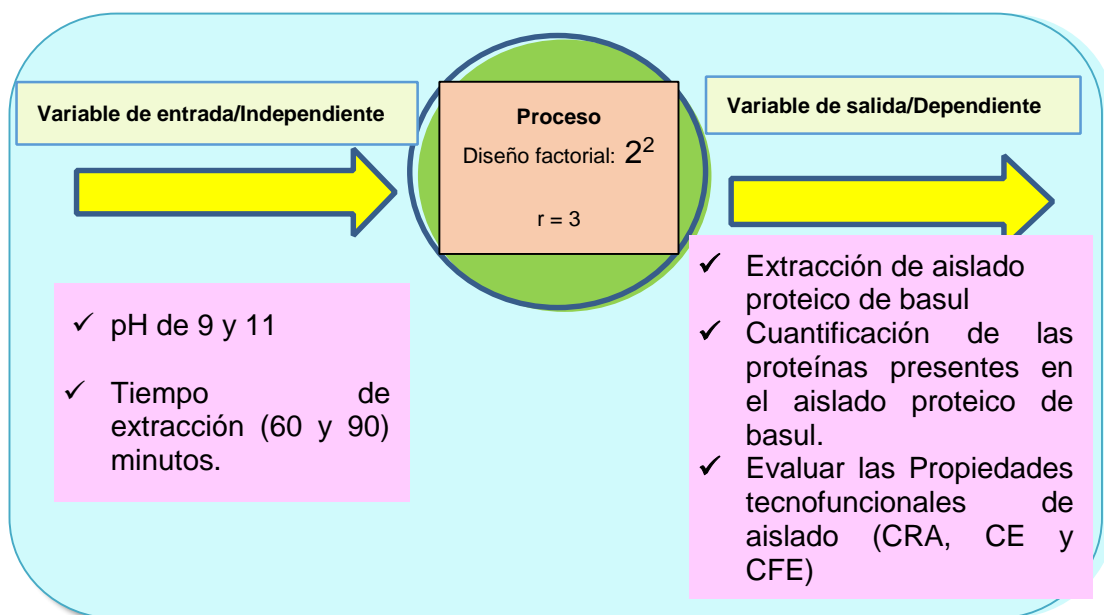 Variable de entrada/Independiente
Proceso
Diseño factorial: 2²
r = 3
Variable de salida/Dependiente
✓ pH de 9 y 11
✓ Tiempo de
extracción (60 y 90)
minutos.
✓ Extracción de aislado
proteico de basul
✓ Cuantificación de las
proteínas presentes en
el aislado proteico de
basul.
✓ Evaluar las Propiedades
tecnofuncionales de
aislado (CRA, CE y
CFE)